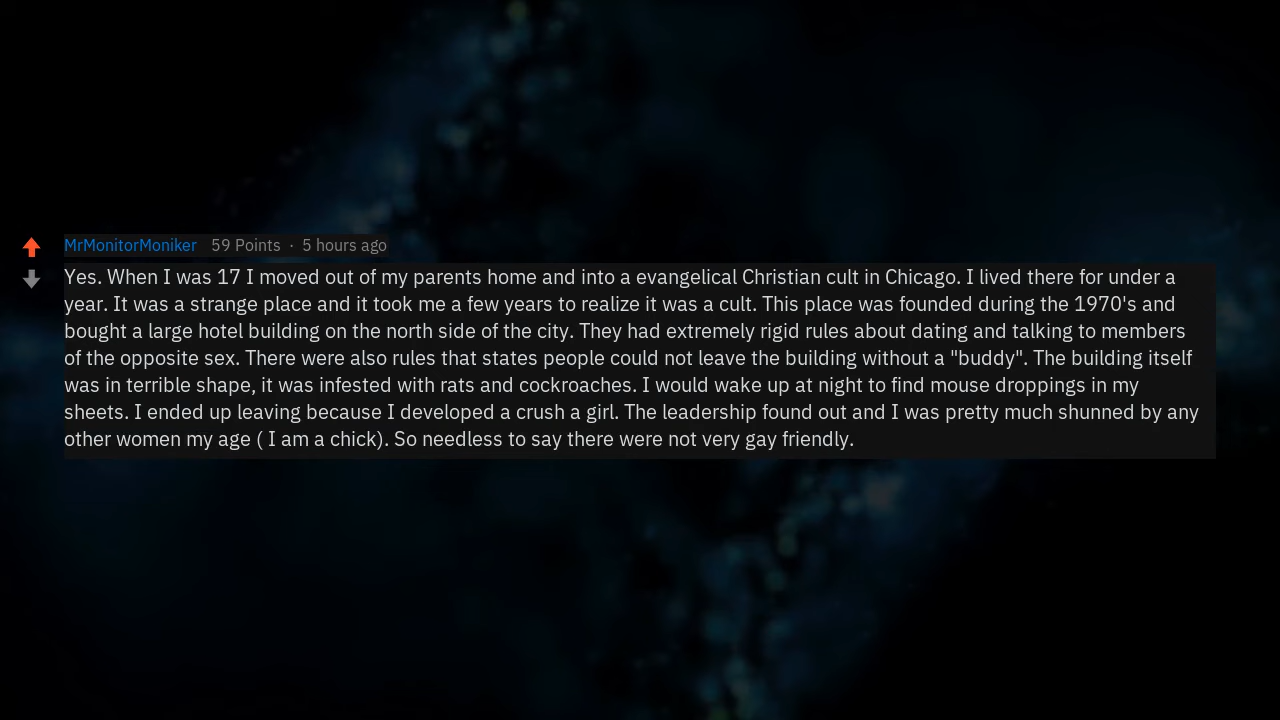 MrMonitorMoniker 59 Points · 5 hours ago
Yes. When I was 17 I moved out of my parents home and into a evangelical Christian cult in Chicago. I lived there for under a
year. It was a strange place and it took me a few years to realize it was a cult. This place was founded during the 1970's and
bought a large hotel building on the north side of the city. They had extremely rigid rules about dating and talking to members
of the opposite sex. There were also rules that states people could not leave the building without a "buddy". The building itself
was in terrible shape, it was infested with rats and cockroaches. I would wake up at night to find mouse droppings in my
sheets. I ended up leaving because I developed a crush a girl. The leadership found out and I was pretty much shunned by any
other women my age ( I am a chick). So needless to say there were not very gay friendly.